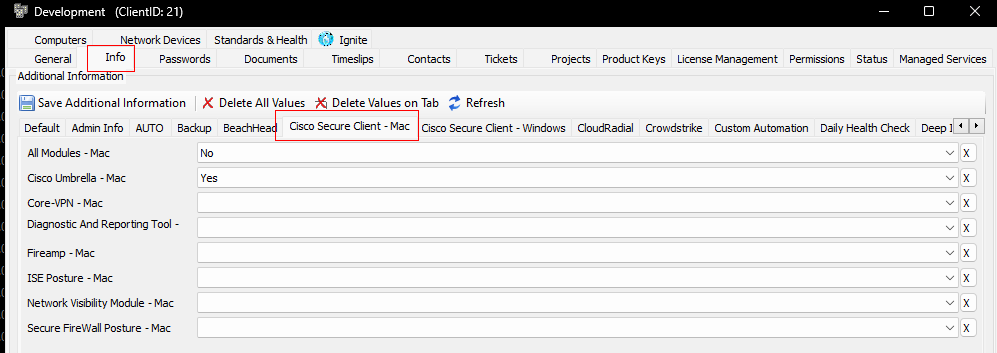 Development (ClientID: 21)
Computers Network Devices Standards & Health Ignite
General Info Passwords Documents Timeslips Contacts Tickets Projects Product Keys License Management Permissions Status Managed Services
Additional Information
Save Additional Information Delete All Values Delete Values on Tab Refresh
Default Admin Info AUTO Backup BeachHead Cisco Secure Client - Mac Cisco Secure Client - Windows CloudRadial Crowdstrike Custom Automation Daily Health Check Deep
All Modules - Mac No X
Cisco Umbrella - Mac Yes X
Core-VPN - Mac X
Diagnostic And Reporting Tool - X
Fireamp - Mac X
ISE Posture - Mac X
Network Visibility Module - Mac X
Secure FireWall Posture - Mac X